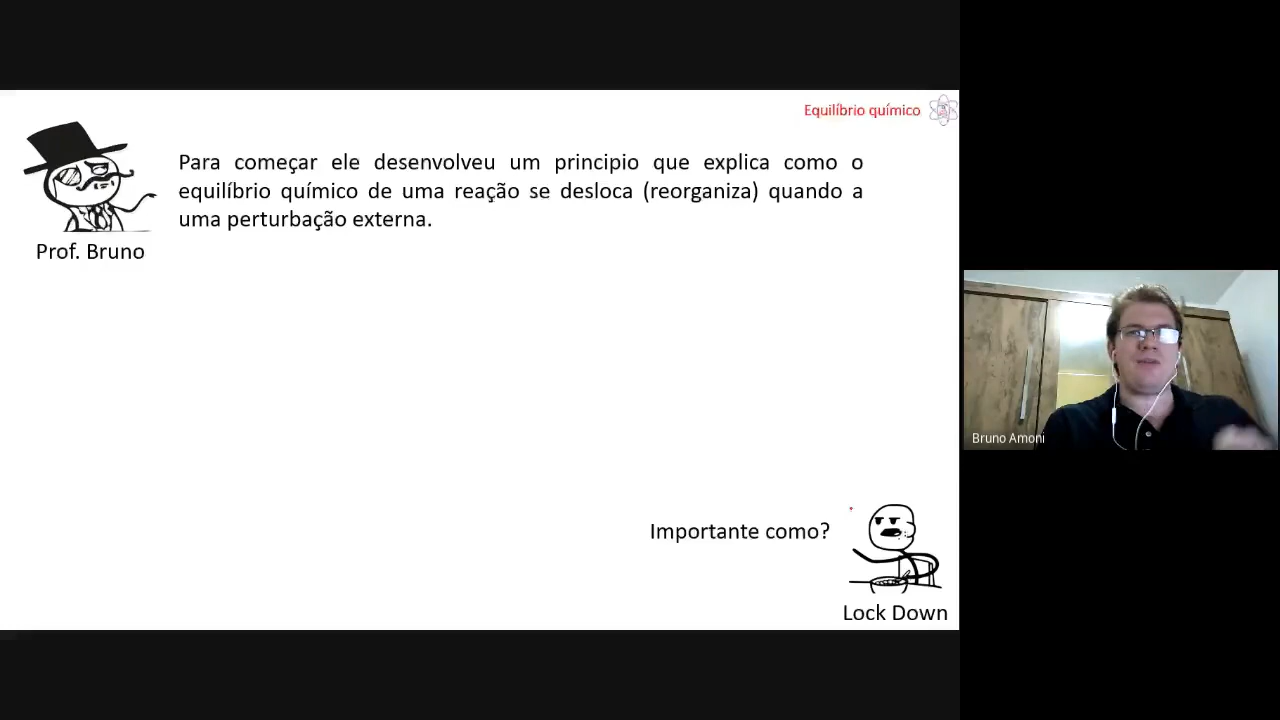 Equilíbrio químico
Para começar ele desenvolveu um principio que explica como o
equilíbrio químico de uma reação se desloca (reorganiza) quando a
uma perturbação externa.
Prof. Bruno
Bruno Amoni
Importante como?
Lock Down